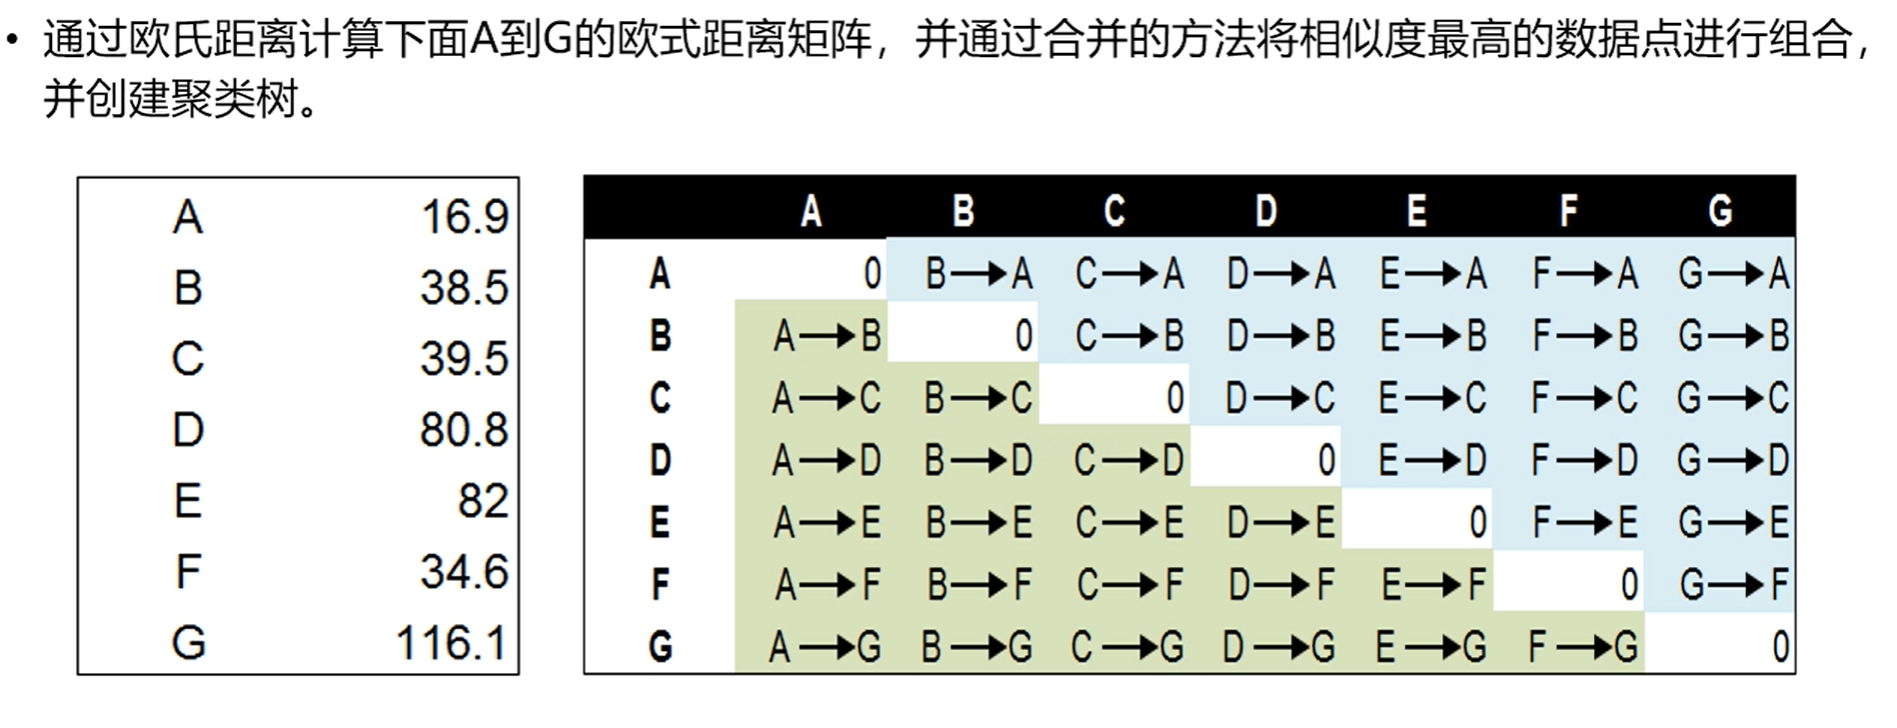 • 通过欧氏距离计算下面A到G的欧式距离矩阵，并通过合并的方法将相似度最高的数据点进行组合，
并创建聚类树。
A 16.9
B 38.5
C 39.5
D 80.8
E 82
F 34.6
G 116.1
A B C D E F G
A 0 B→A C→A D→A E→A F→A G→A
B A→B 0 C→B D→B E→B F→B G→B
C A→C B→C 0 D→C E→C F→C G→C
D A→D B→D C→D 0 E→D F→D G→D
E A→E B→E C→E D→E 0 F→E G→E
F A→F B→F C→F D→F E→F 0 G→F
G A→G B→G C→G D→G E→G F→G 0